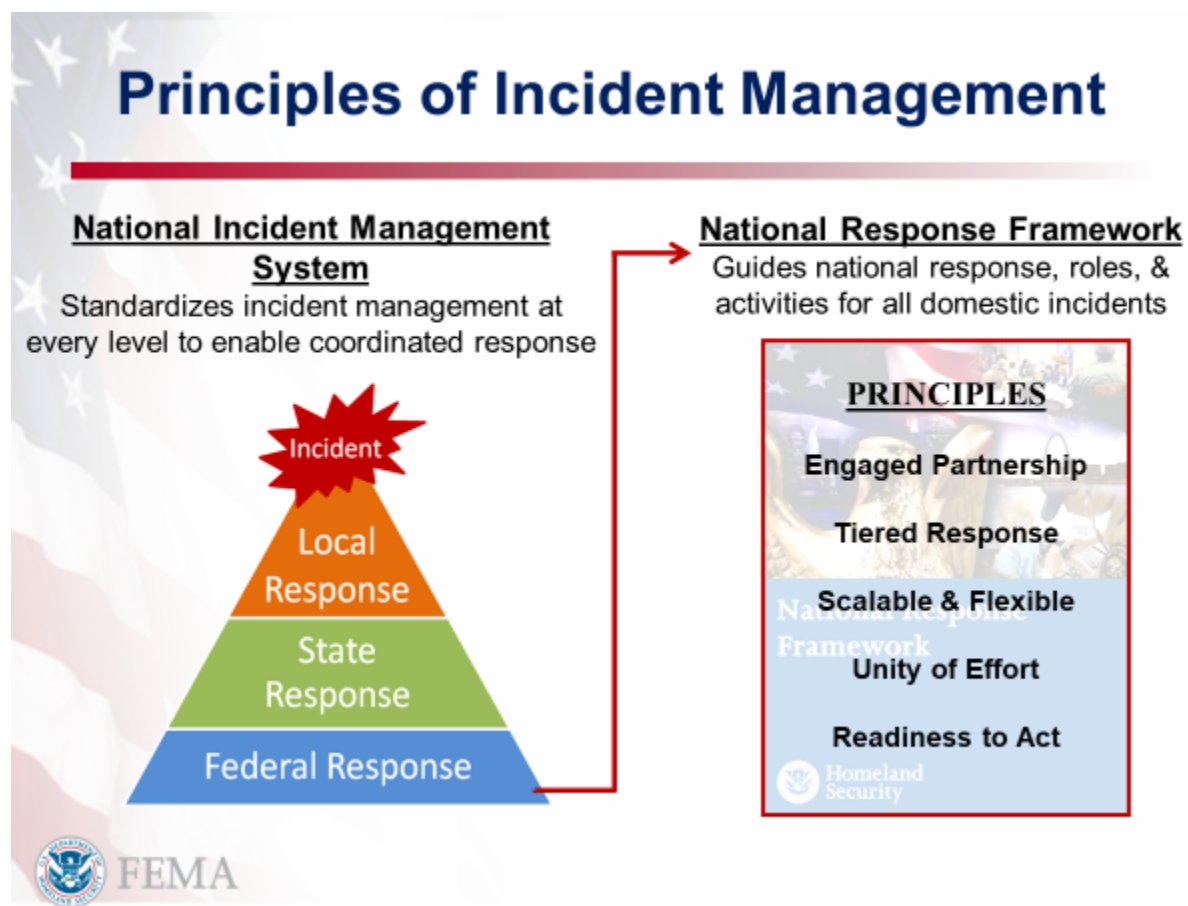 Principles of Incident Management
National Incident Management
System
Standardizes incident management at
every level to enable coordinated response
Incident
Local
Response
State
Response
Federal Response
National Response Framework
Guides national response, roles, &
activities for all domestic incidents
PRINCIPLES
Engaged Partnership
Tiered Response
Scalable & Flexible
National Response
Framework
Unity of Effort
Readiness to Act
Homeland
Security
FEMA